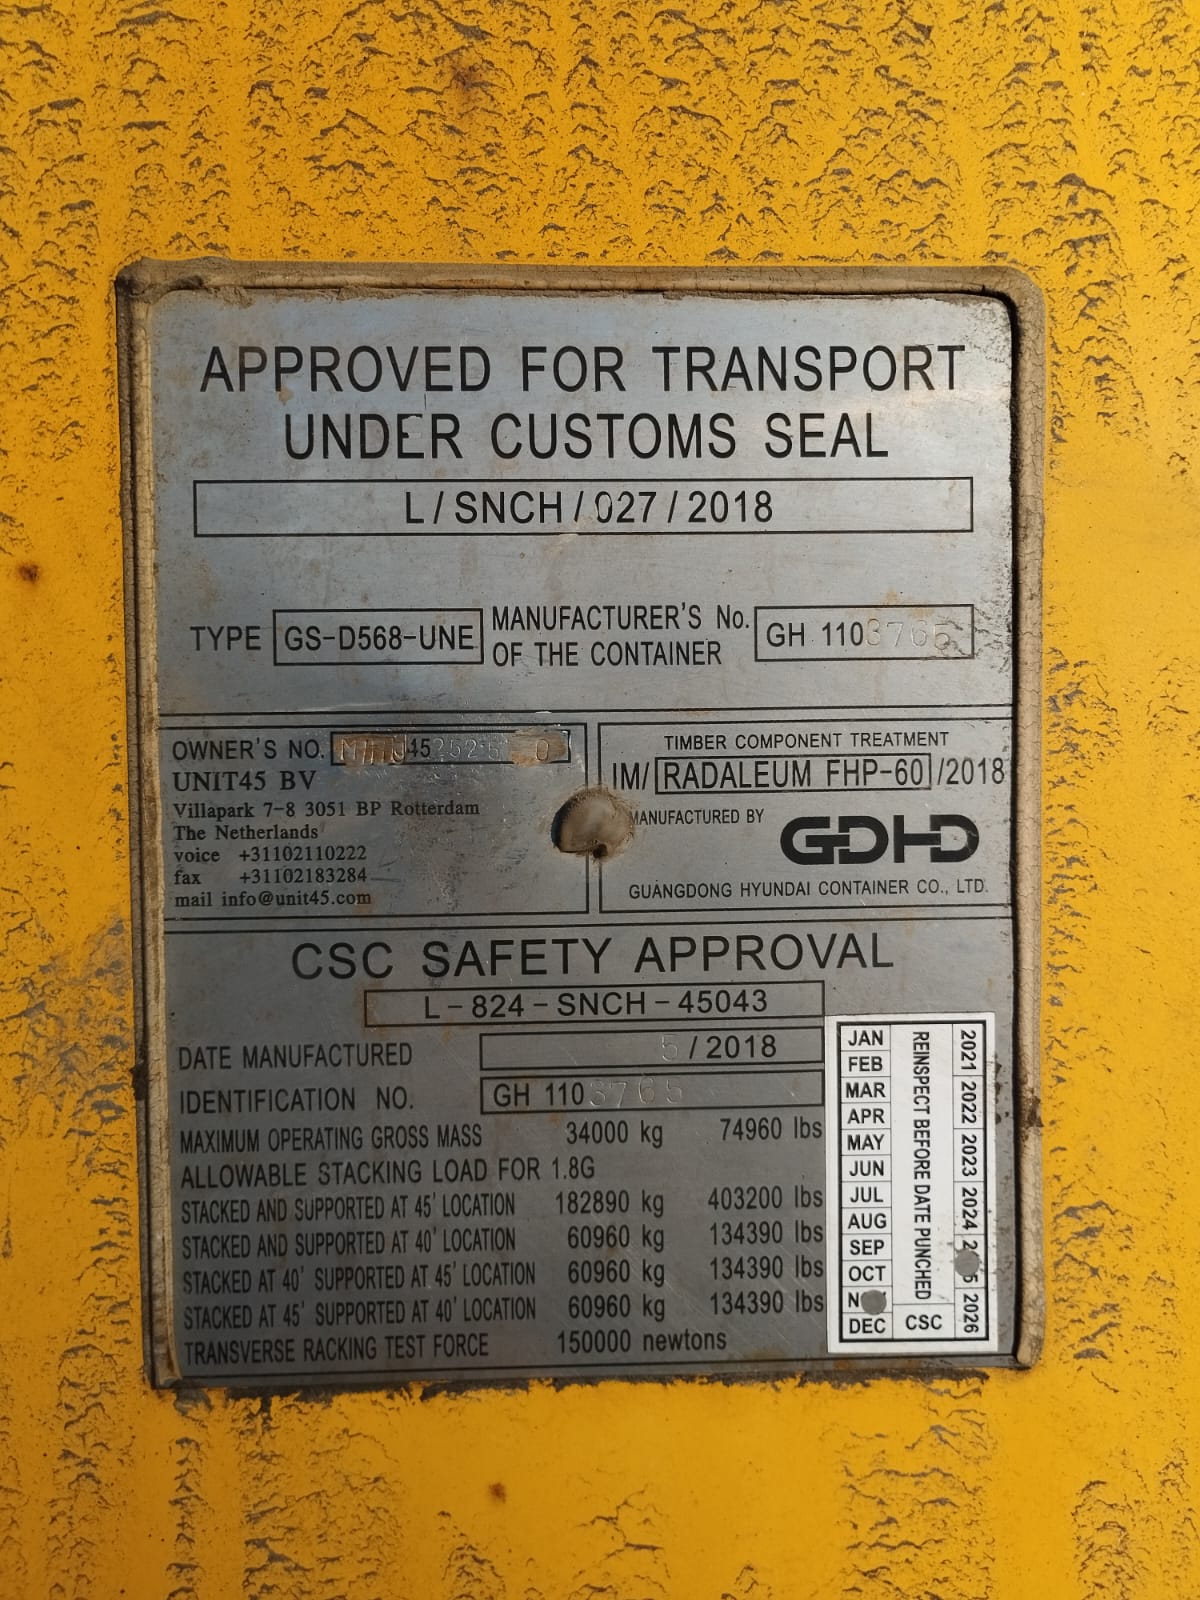 APPROVED FOR TRANSPORT
UNDER CUSTOMS SEAL
L/SNCH/027/2018
TYPE GS-D568-UNE
MANUFACTURER'S No.
OF THE CONTAINER
GH 1103765
OWNER'S NO.
UNIT45 BV
Villapark 7-8 3051 BP Rotterdam
The Netherlands
voice +31102110222
fax +31102183284
mail info@unit45.com
TIMBER COMPONENT TREATMENT
IM/ RADALEUM FHP-60 /2018
MANUFACTURED BY
GDHD
GUANGDONG HYUNDAI CONTAINER CO., LTD.
CSC SAFETY APPROVAL
L-824-SNCH-45043
DATE MANUFACTURED 5/2018
IDENTIFICATION NO. GH 1103765
MAXIMUM OPERATING GROSS MASS 34000 kg 74960 lbs
ALLOWABLE STACKING LOAD FOR 1.8G
STACKED AND SUPPORTED AT 45' LOCATION 182890 kg 403200 lbs
STACKED AND SUPPORTED AT 40' LOCATION 60960 kg 134390 lbs
STACKED AT 40' SUPPORTED AT 45' LOCATION 60960 kg 134390 lbs
STACKED AT 45' SUPPORTED AT 40' LOCATION 60960 kg 134390 lbs
TRANSVERSE RACKING TEST FORCE 150000 newtons
JAN
FEB
MAR
APR
MAY
JUN
JUL
AUG
SEP
OCT
DEC
REINSPECT BEFORE DATE PUNCHED
CSC
2021 2022 2023 2024 2026